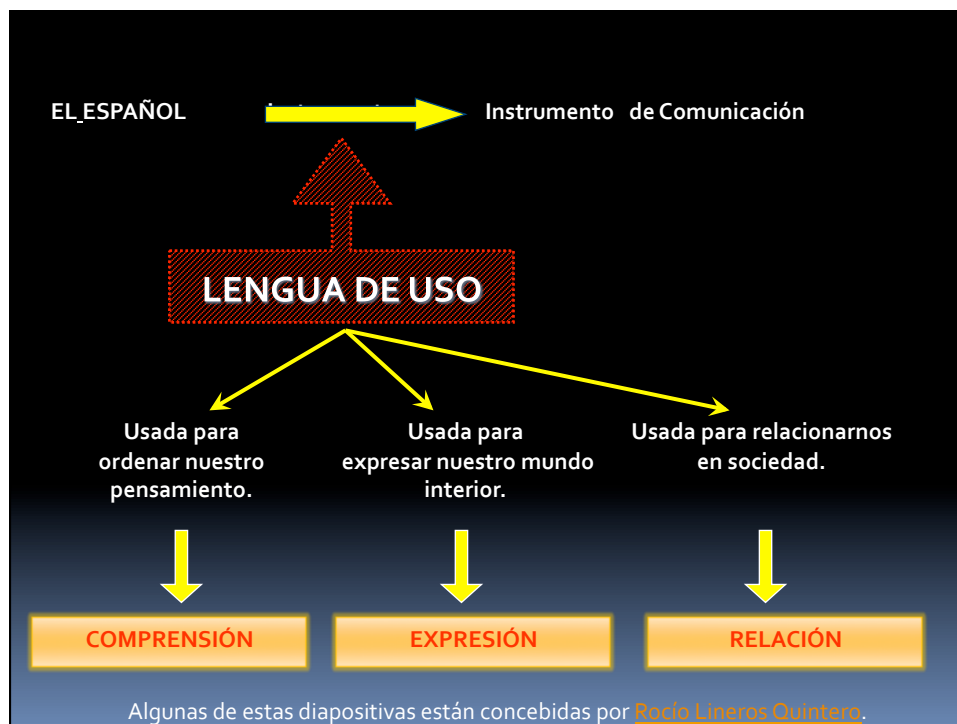 EL ESPAÑOL Instrumento de Comunicación
LENGUA DE USO
Usada para
ordenar nuestro
pensamiento.
Usada para
expresar nuestro mundo
interior.
Usada para relacionarnos
en sociedad.
COMPRENSIÓN
EXPRESIÓN
RELACIÓN
Algunas de estas diapositivas están concebidas por Rocío Lineros Quintero.